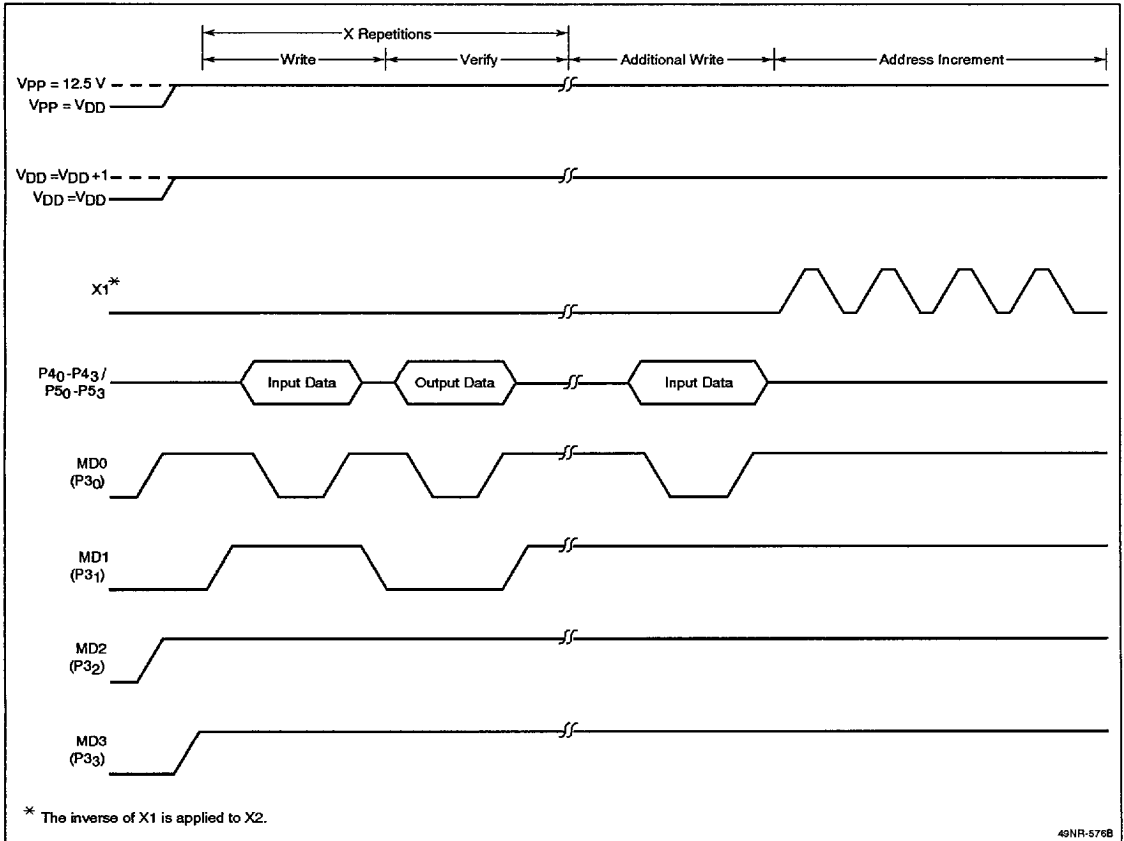 X Repetitions
Write
Verify
Additional Write
Address Increment
VPP = 12.5 V
VPP = VDD
VDD =VDD +1
VDD =VDD
X1*
P40-P43 /
P50-P53
Input Data
Output Data
Input Data
MD0
(P30)
MD1
(P31)
MD2
(P32)
MD3
(P33)
* The inverse of X1 is applied to X2.
49NR-576B